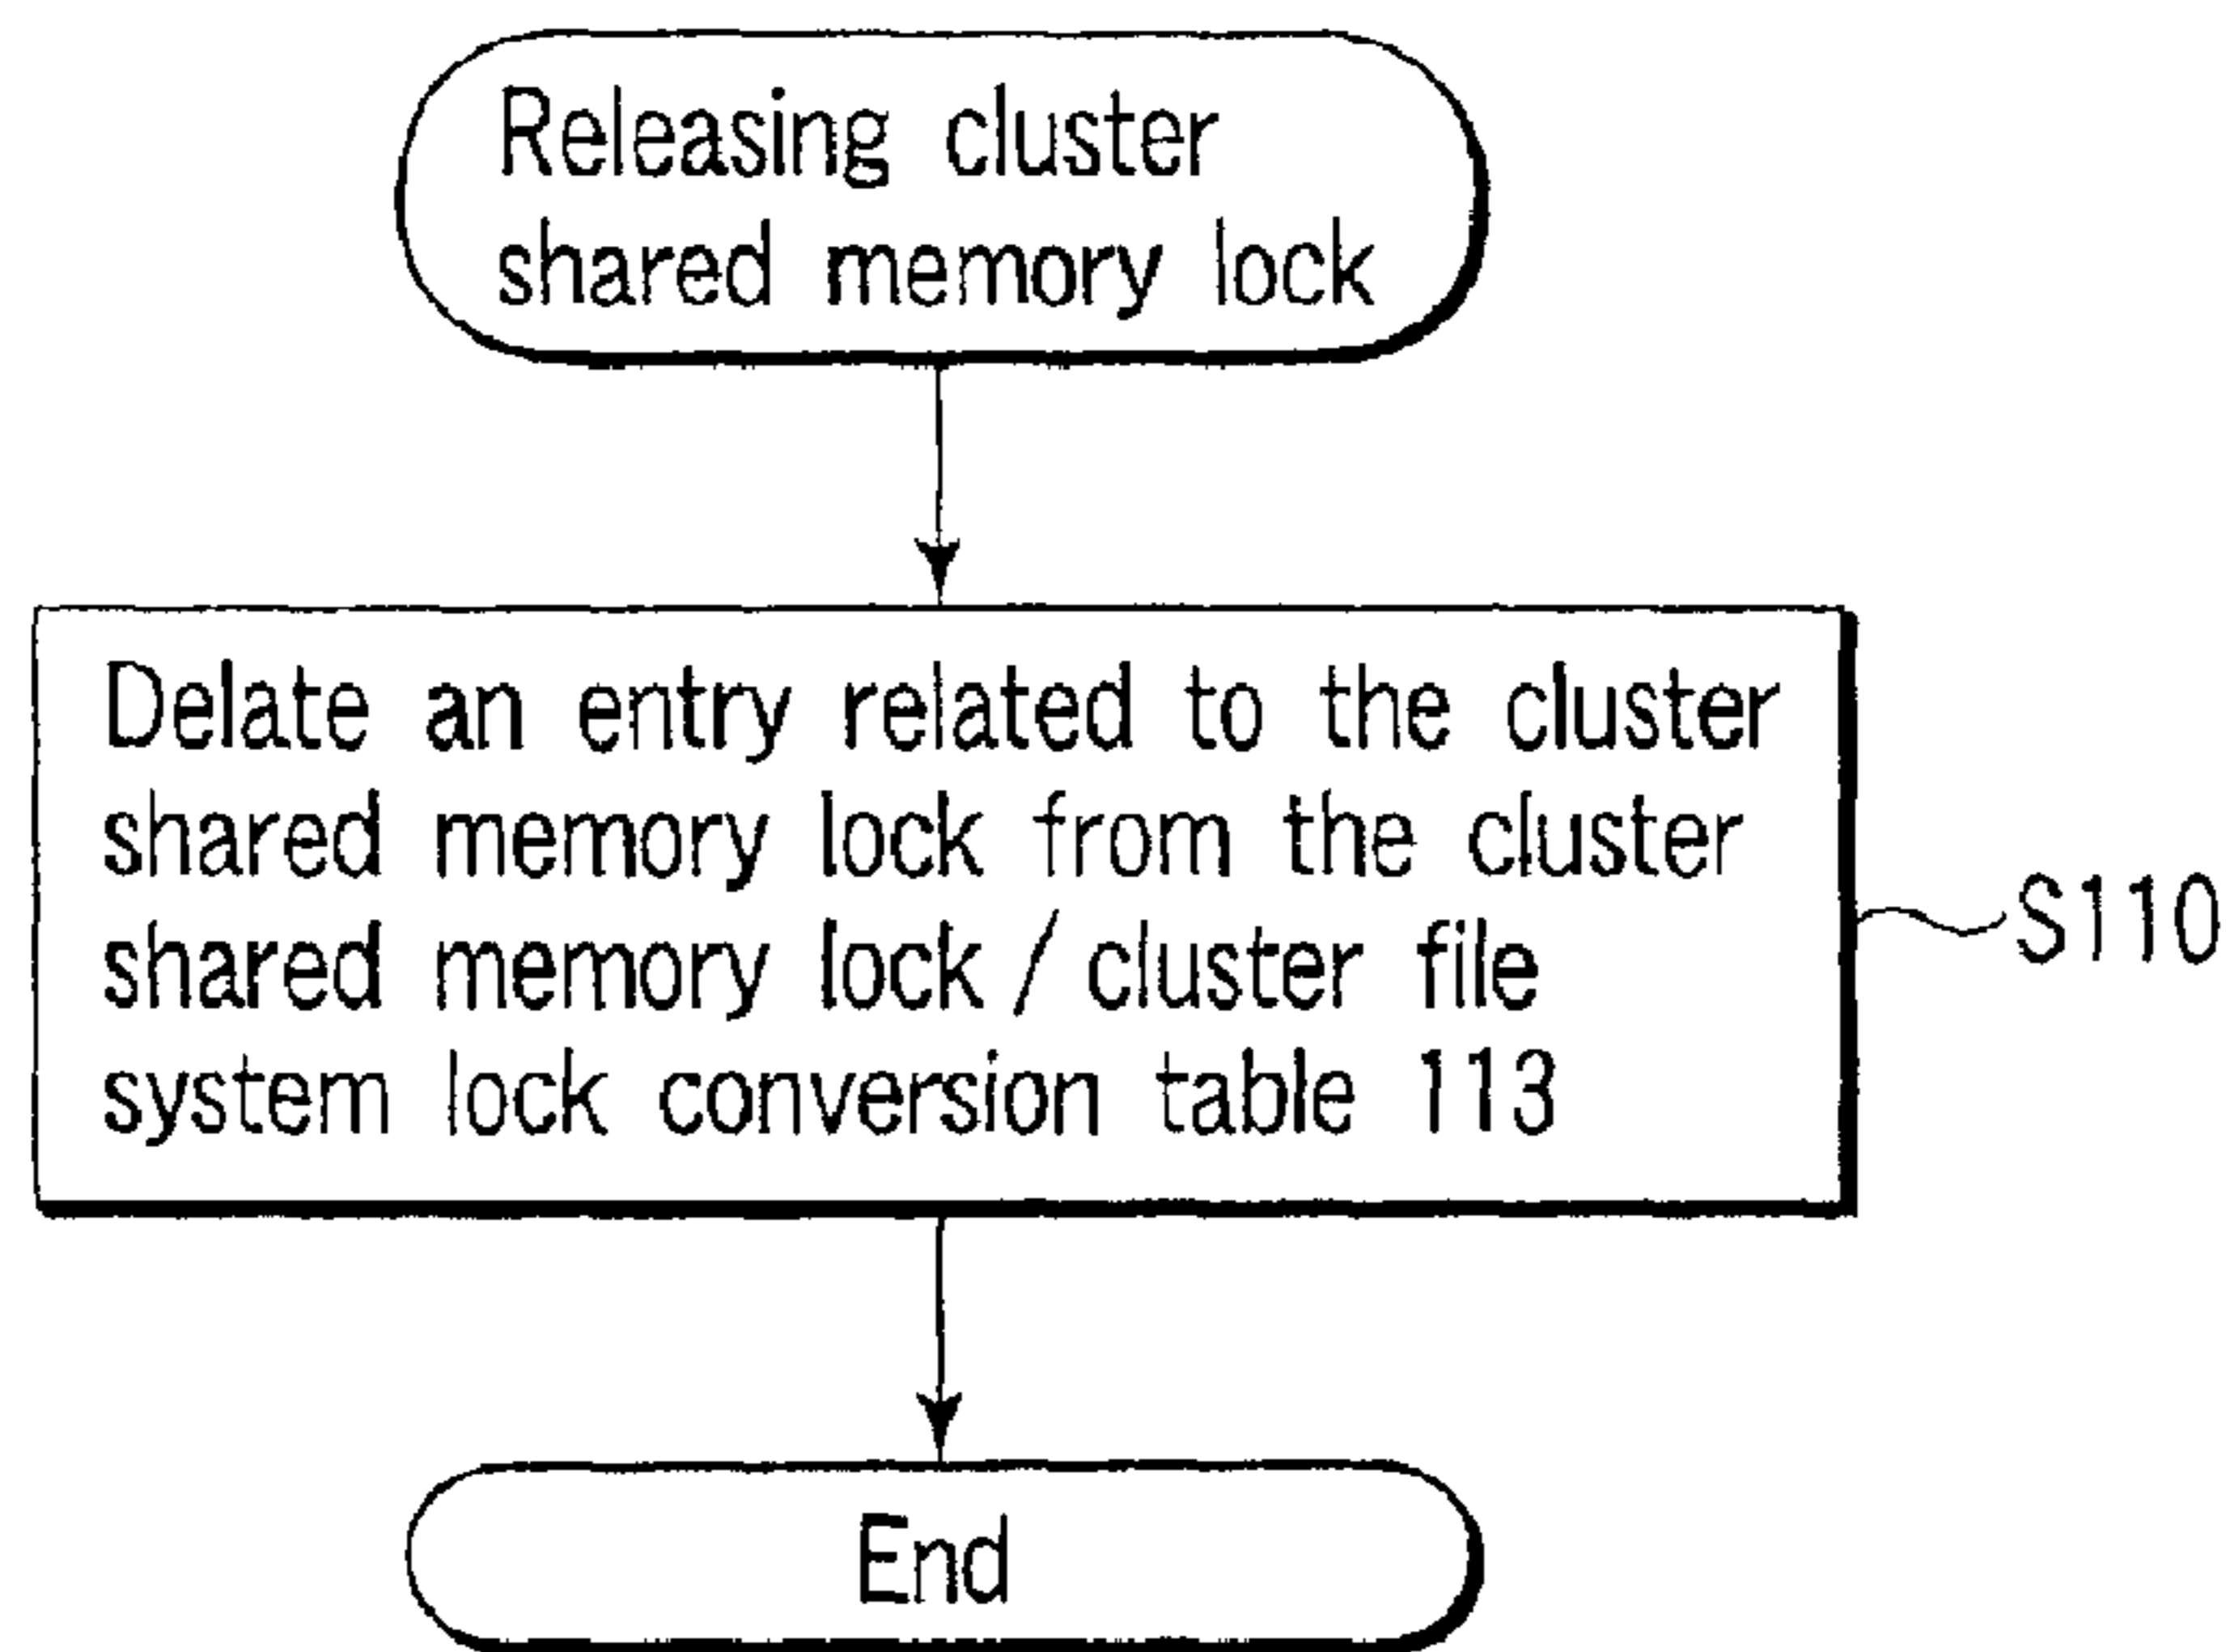 Releasing cluster
shared memory lock
Delate an entry related to the cluster
shared memory lock from the cluster
shared memory lock / cluster file
system lock conversion table 113
S110
End